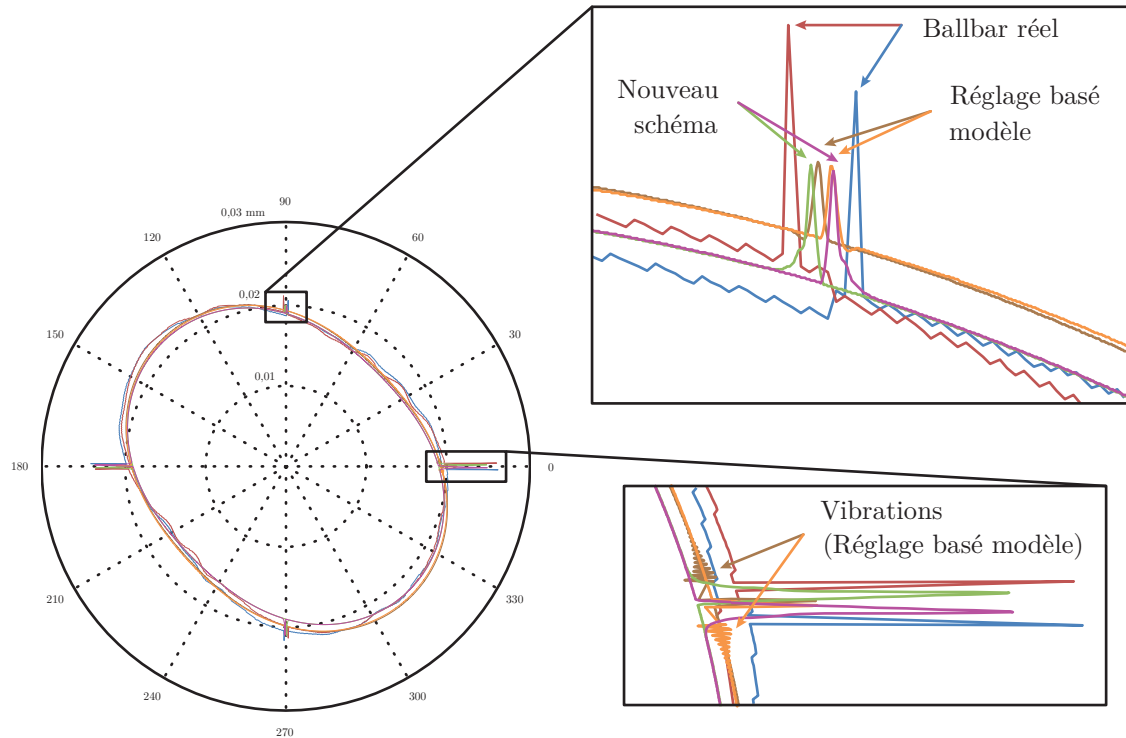 Ballbar réel
Nouveau
schéma
Réglage basé
modèle
90
0,03 mm
120
60
0,02
150
30
0,01
180
0
Vibrations
(Réglage basé modèle)
210
330
240
300
270